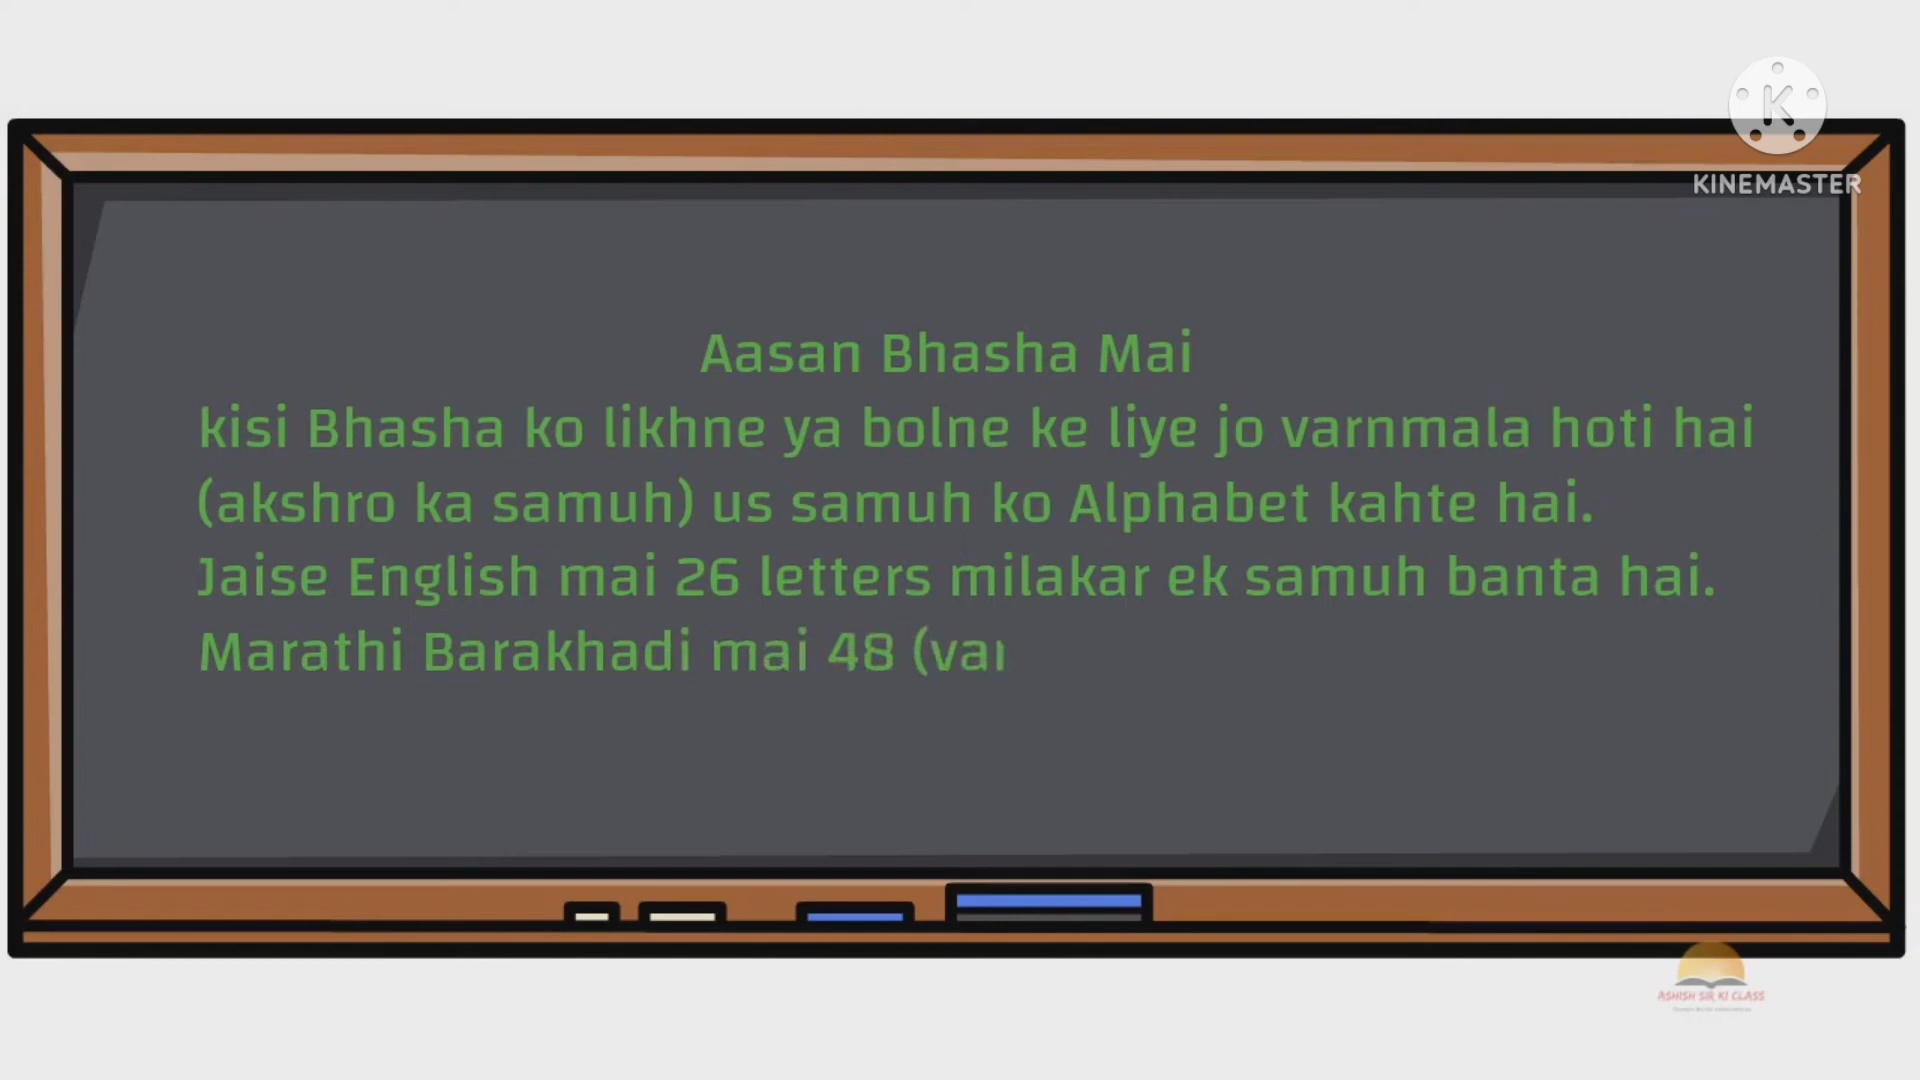 KINEMASTER
Aasan Bhasha Mai
kisi Bhasha ko likhne ya bolne ke liye jo varnmala hoti hai
(akshro ka samuh) us samuh ko Alphabet kahte hai.
Jaise English mai 26 letters milakar ek samuh banta hai.
Marathi Barakhadi mai 48
ASHISH SIR KI CLASS